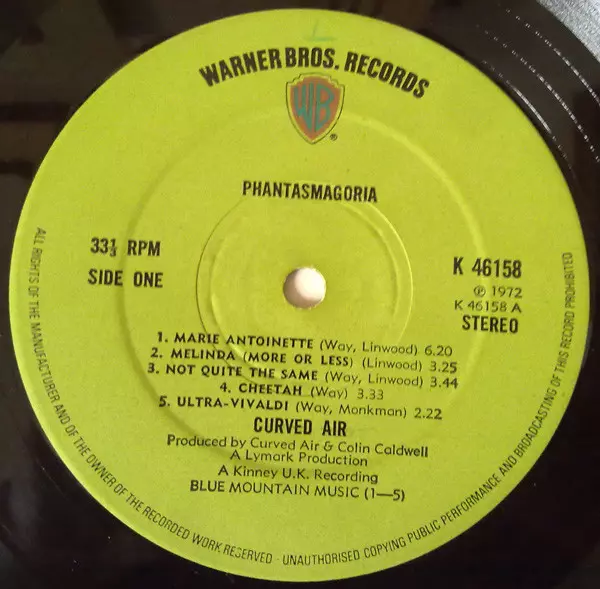 WARNER BROS. RECORDS
WB
®
PHANTASMAGORIA
33⅓ RPM
SIDE ONE
K 46158
℗ 1972
K 46158 A
STEREO
1. MARIE ANTOINETTE (Way, Linwood) 6.20
2. MELINDA (MORE OR LESS) (Linwood) 3.25
3. NOT QUITE THE SAME (Way, Linwood) 3.44
4. CHEETAH (Way) 3.33
5. ULTRA-VIVALDI (Way, Monkman) 2.22
CURVED AIR
Produced by Curved Air & Colin Caldwell
A Lymark Production
A Kinney U.K. Recording
BLUE MOUNTAIN MUSIC (1—5)
ALL RIGHTS OF THE MANUFACTURER AND OF THE OWNER OF THE RECORDED WORK RESERVED - UNAUTHORISED COPYING PUBLIC PERFORMANCE AND BROADCASTING OF THIS RECORD PROHIBITED